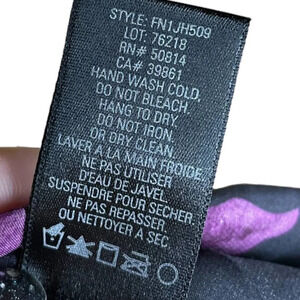 STYLE: FN1JH509
LOT: 76218
RN# 50814
CA# 39861
HAND WASH COLD,
DO NOT BLEACH,
HANG TO DRY,
DO NOT IRON,
OR DRY CLEAN.
LAVER A LA MAIN FROIDE,
NE PAS UTILISER
D'EAU DE JAVEL.
SUSPENDRE POUR SECHER.
NE PAS REPASSER,
OU NETTOYER A SEC.